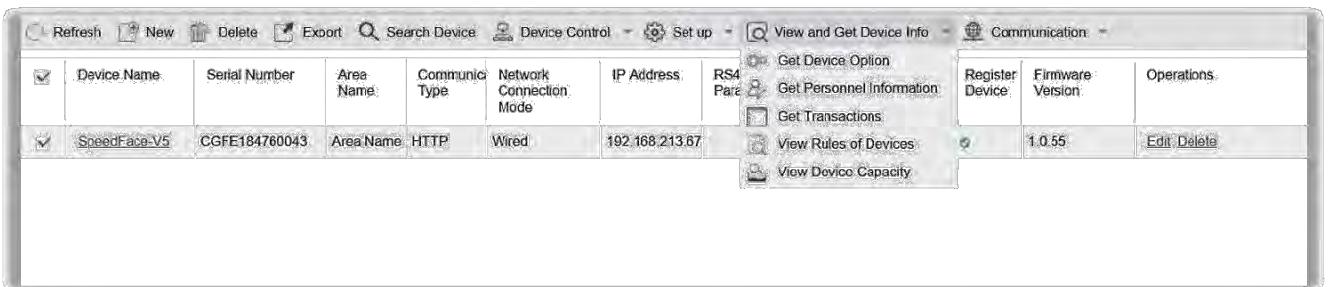 Refresh New Delete Export Search Device Device Control Set up View and Get Device Info Communication
Get Device Option
Get Personnel Information
Get Transactions
View Rules of Devices
View Device Capacity
Device Name Serial Number Area Name Communic Type Network Connection Mode IP Address RS4 Para Register Device Firmware Version Operations
SpeedFace-V5 CGFE184760043 Area Name HTTP Wired 192.168.213.67 1.0.55 Edit Delete